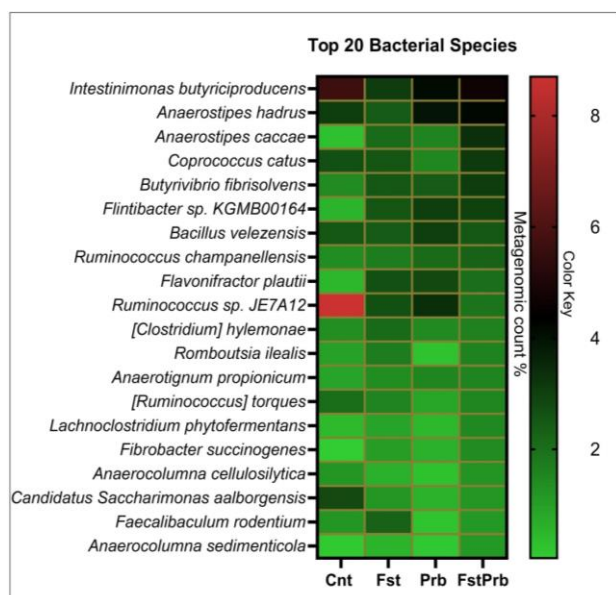 Top 20 Bacterial Species
Intestinimonas butyriciproducens
Anaerostipes hadrus
Anaerostipes caccae
Coprococcus catus
Butyrivibrio fibrisolvens
Flintibacter sp. KGMB00164
Bacillus velezensis
Ruminococcus champanellensis
Flavonifractor plautii
Ruminococcus sp. JE7A12
[Clostridium] hylemonae
Romboutsia ilealis
Anaerotignum propionicum
[Ruminococcus] torques
Lachnoclostridium phytofermentans
Fibrobacter succinogenes
Anaerocolumna cellulosilytica
Candidatus Saccharimonas aalborgensis
Faecalibaculum rodentium
Anaerocolumna sedimenticola
Cnt Fst Prb FstPrb
Metagenomic count %
8
6
4
2
Color Key